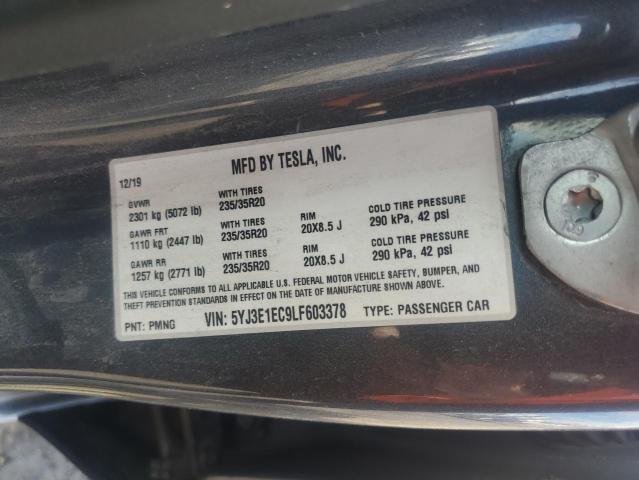 MFD BY TESLA, INC.
12/19
GVWR WITH TIRES
2301 kg (5072 lb) 235/35R20
GAWR FRT WITH TIRES RIM COLD TIRE PRESSURE
1110 kg (2447 lb) 235/35R20 20X8.5 J 290 kPa, 42 psi
GAWR RR WITH TIRES RIM COLD TIRE PRESSURE
1257 kg (2771 lb) 235/35R20 20X8.5 J 290 kPa, 42 psi
THIS VEHICLE CONFORMS TO ALL APPLICABLE U.S. FEDERAL MOTOR VEHICLE SAFETY, BUMPER, AND
THEFT PREVENTION STANDARDS IN EFFECT ON THE DATE OF MANUFACTURE SHOWN ABOVE.
PNT: PMNG VIN: 5YJ3E1EC9LF603378 TYPE: PASSENGER CAR